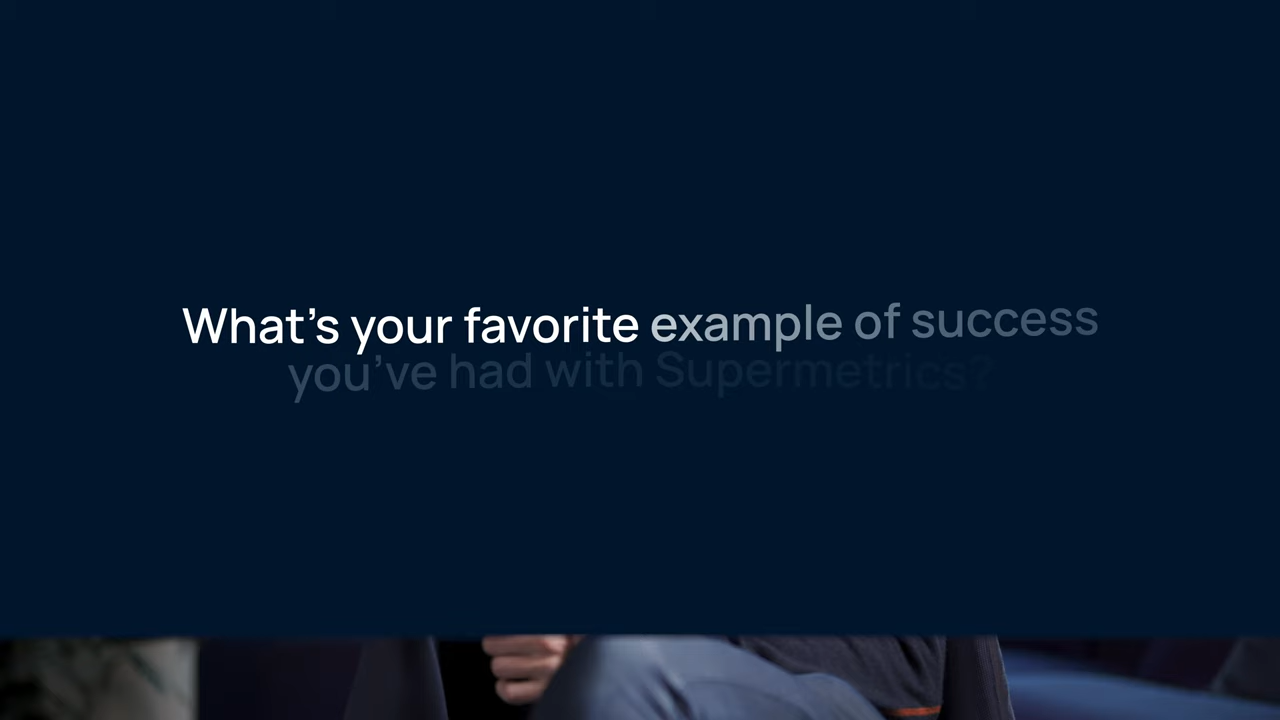 What’s your favorite example of success
you’ve had with Supermetrics?